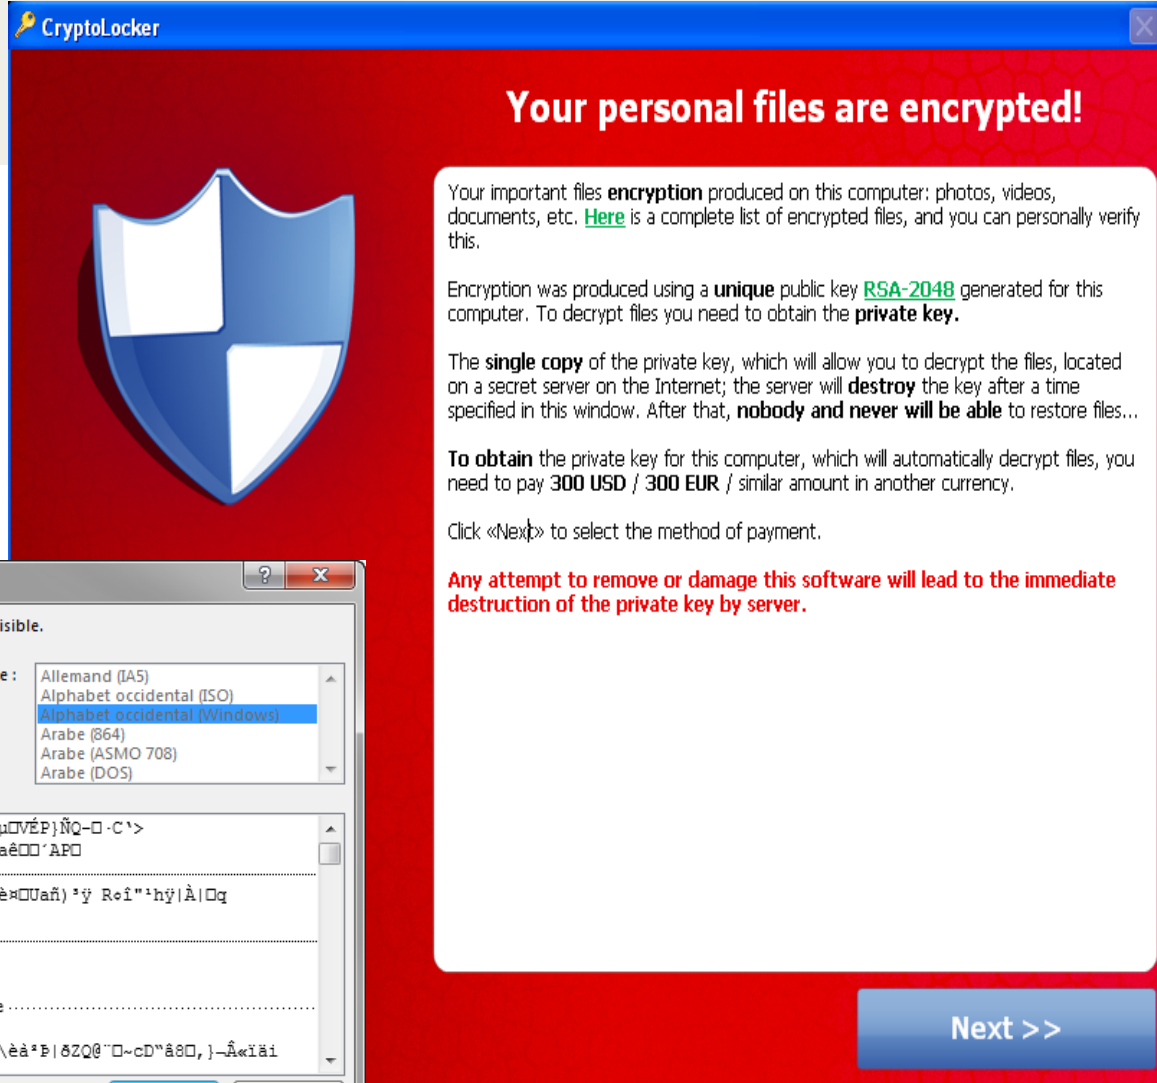 CryptoLocker
Your personal files are encrypted!
Your important files encryption produced on this computer: photos, videos,
documents, etc. Here is a complete list of encrypted files, and you can personally verify
this.
Encryption was produced using a unique public key RSA-2048 generated for this
computer. To decrypt files you need to obtain the private key.
The single copy of the private key, which will allow you to decrypt the files, located
on a secret server on the Internet; the server will destroy the key after a time
specified in this window. After that, nobody and never will be able to restore files...
To obtain the private key for this computer, which will automatically decrypt files, you
need to pay 300 USD / 300 EUR / similar amount in another currency.
Click «Next» to select the method of payment.
Any attempt to remove or damage this software will lead to the immediate
destruction of the private key by server.
Next >>
Allemand (IA5)
Alphabet occidental (ISO)
Alphabet occidental (Windows)
Arabe (864)
Arabe (ASMO 708)
Arabe (DOS)